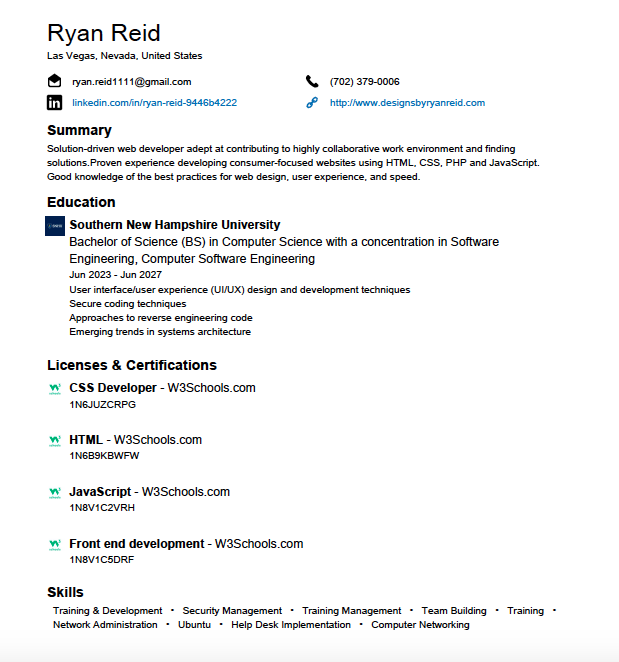 Ryan Reid
Las Vegas, Nevada, United States
ryan.reid1111@gmail.com (702) 379-0006
linkedin.com/in/ryan-reid-9446b4222 http://www.designsbyryanreid.com
Summary
Solution-driven web developer adept at contributing to highly collaborative work environment and finding
solutions.Proven experience developing consumer-focused websites using HTML, CSS, PHP and JavaScript.
Good knowledge of the best practices for web design, user experience, and speed.
Education
Southern New Hampshire University
Bachelor of Science (BS) in Computer Science with a concentration in Software
Engineering, Computer Software Engineering
Jun 2023 - Jun 2027
User interface/user experience (UI/UX) design and development techniques
Secure coding techniques
Approaches to reverse engineering code
Emerging trends in systems architecture
Licenses & Certifications
CSS Developer - W3Schools.com
1N6JUZCRPG
HTML - W3Schools.com
1N6B9KBWFW
JavaScript - W3Schools.com
1N8V1C2VRH
Front end development - W3Schools.com
1N8V1C5DRF
Skills
Training & Development • Security Management • Training Management • Team Building • Training •
Network Administration • Ubuntu • Help Desk Implementation • Computer Networking